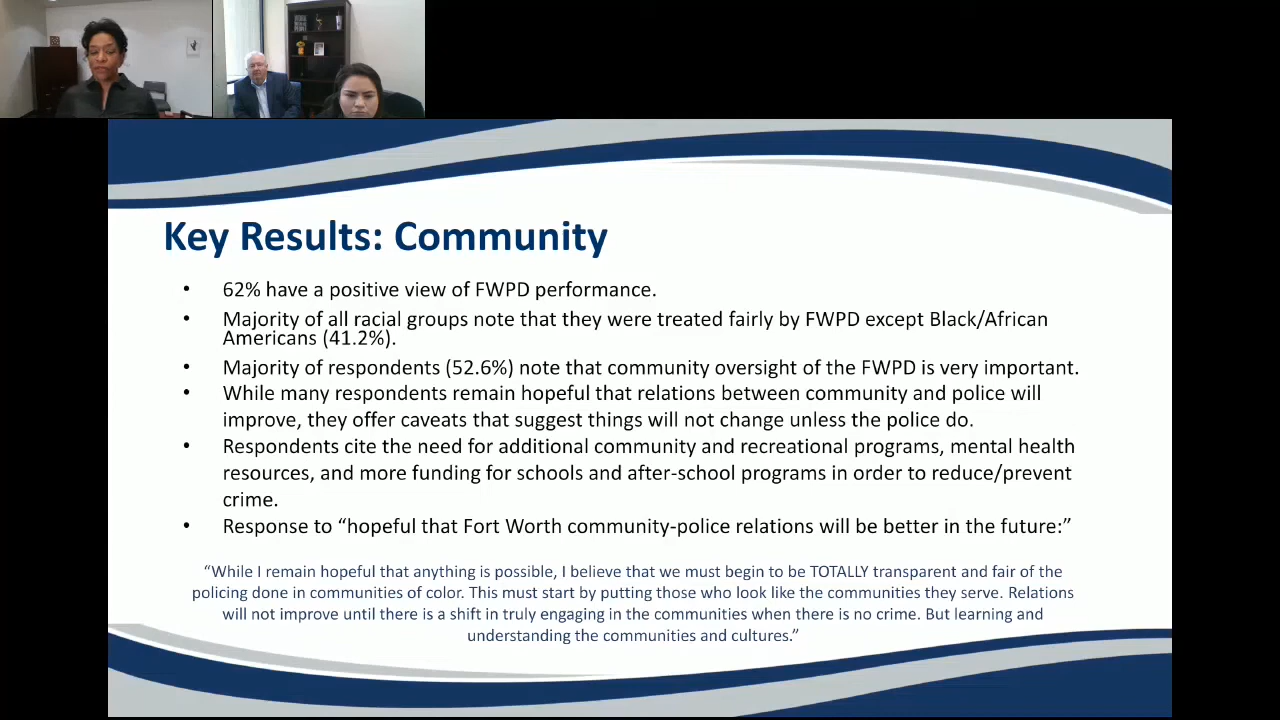 Key Results: Community
• 62% have a positive view of FWPD performance.
• Majority of all racial groups note that they were treated fairly by FWPD except Black/African
Americans (41.2%).
• Majority of respondents (52.6%) note that community oversight of the FWPD is very important.
• While many respondents remain hopeful that relations between community and police will
improve, they offer caveats that suggest things will not change unless the police do.
• Respondents cite the need for additional community and recreational programs, mental health
resources, and more funding for schools and after-school programs in order to reduce/prevent
crime.
• Response to “hopeful that Fort Worth community-police relations will be better in the future:”
“While I remain hopeful that anything is possible, I believe that we must begin to be TOTALLY transparent and fair of the
policing done in communities of color. This must start by putting those who look like the communities they serve. Relations
will not improve until there is a shift in truly engaging in the communities when there is no crime. But learning and
understanding the communities and cultures.”